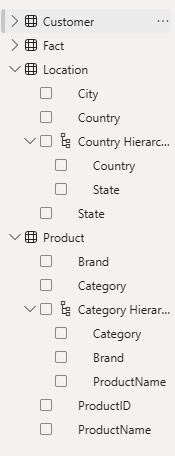 Customer ...
Fact
Location
City
Country
Country Hierarc...
Country
State
State
Product
Brand
Category
Category Hierar...
Category
Brand
ProductName
ProductID
ProductName